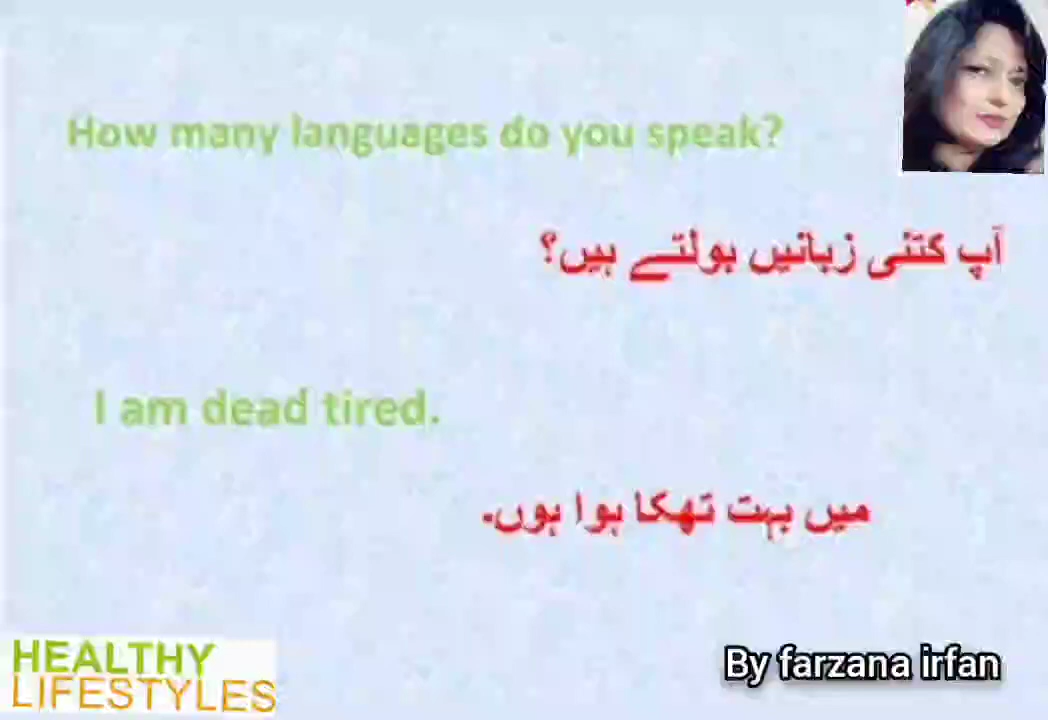 How many languages do you speak?
آپ کتنی زبانیں بولتے ہیں؟
I am dead tired.
میں بہت تھکا ہوا ہوں۔
HEALTHY
LIFESTYLES
By farzana irfan